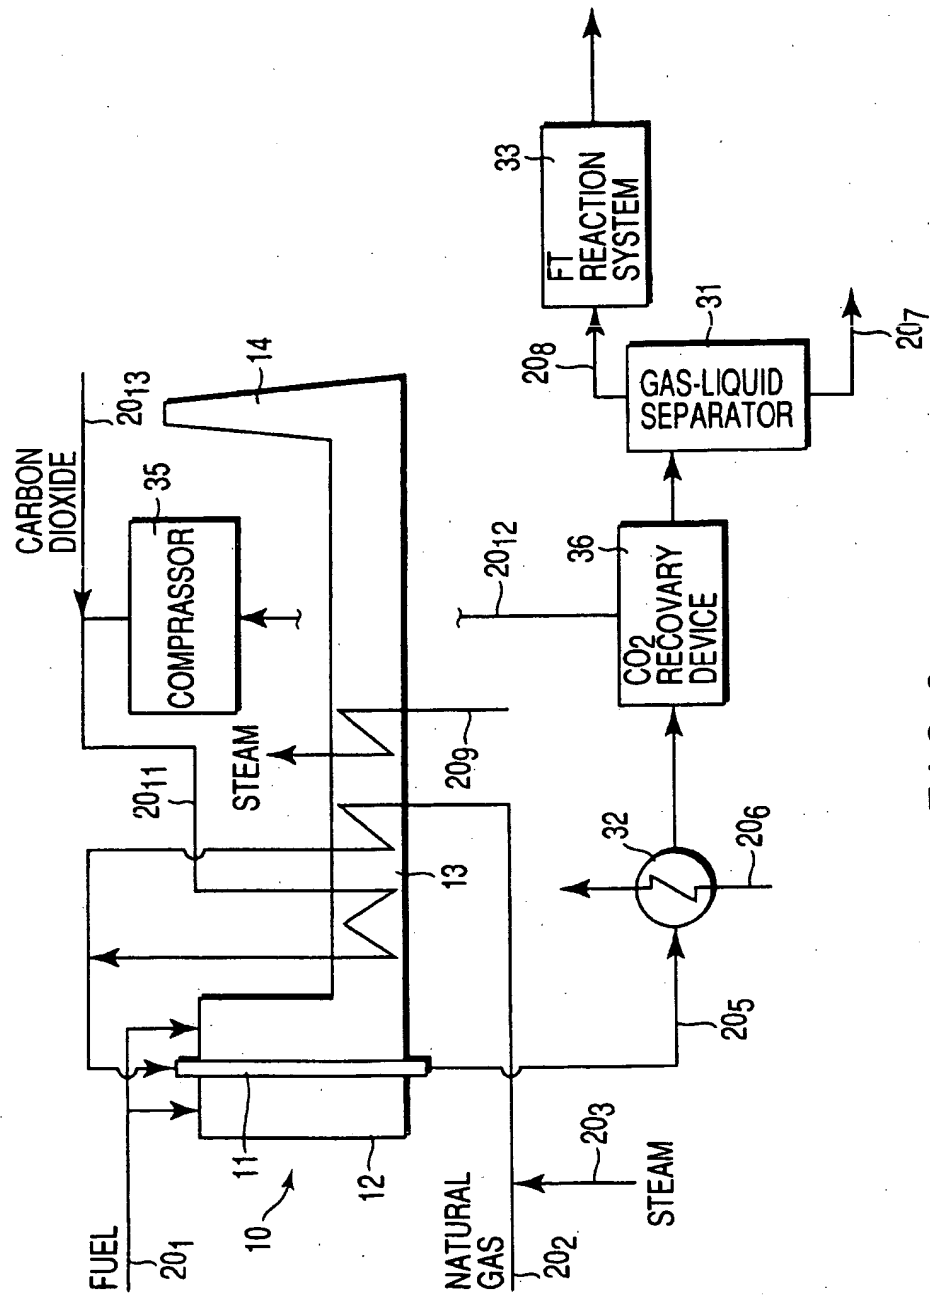 CARBON
DIOXIDE
FUEL
20₁₃
20₁₁
35
COMPRASSOR
20₁
STEAM
11
14
10
12
13
NATURAL
GAS
20₉
20₁₂
33
20₈
20₂
FT
REACTION
SYSTEM
20₃
36
32
CO₂
RECOVARY
DEVICE
STEAM
GAS-LIQUID
SEPARATOR
31
20₅
20₆
20₇